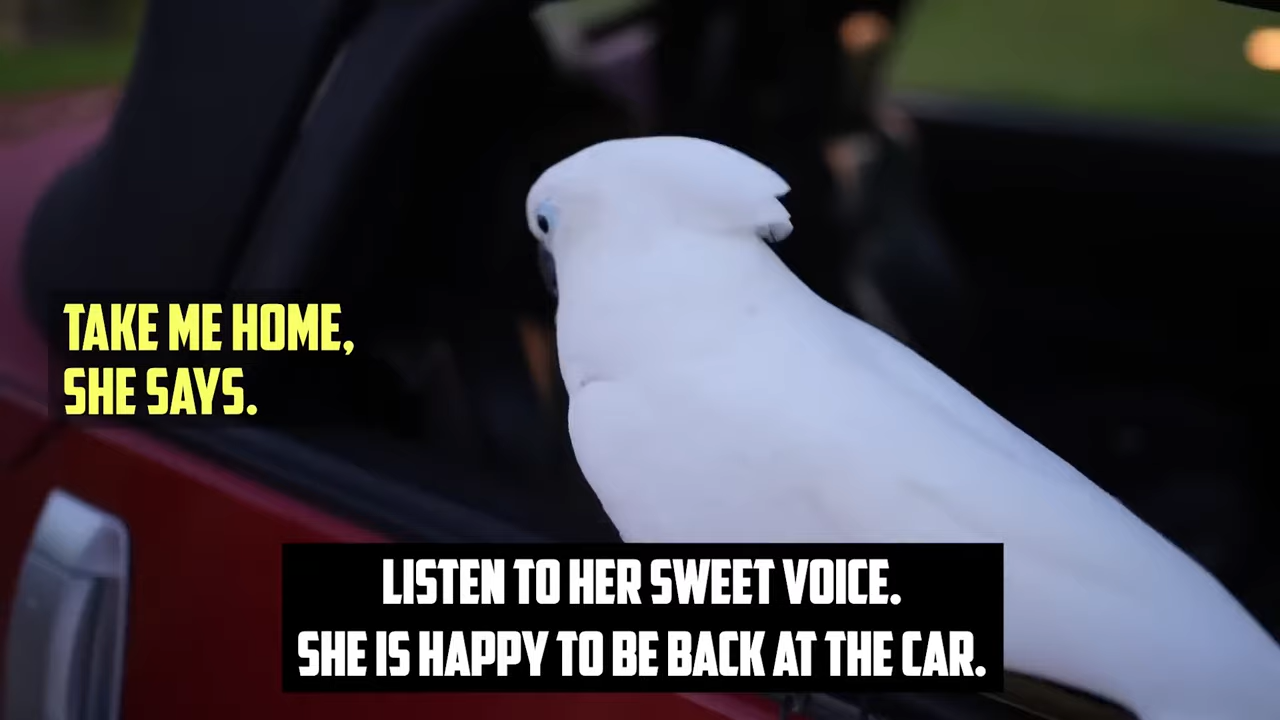 TAKE ME HOME,
SHE SAYS.
LISTEN TO HER SWEET VOICE.
SHE IS HAPPY TO BE BACK AT THE CAR.